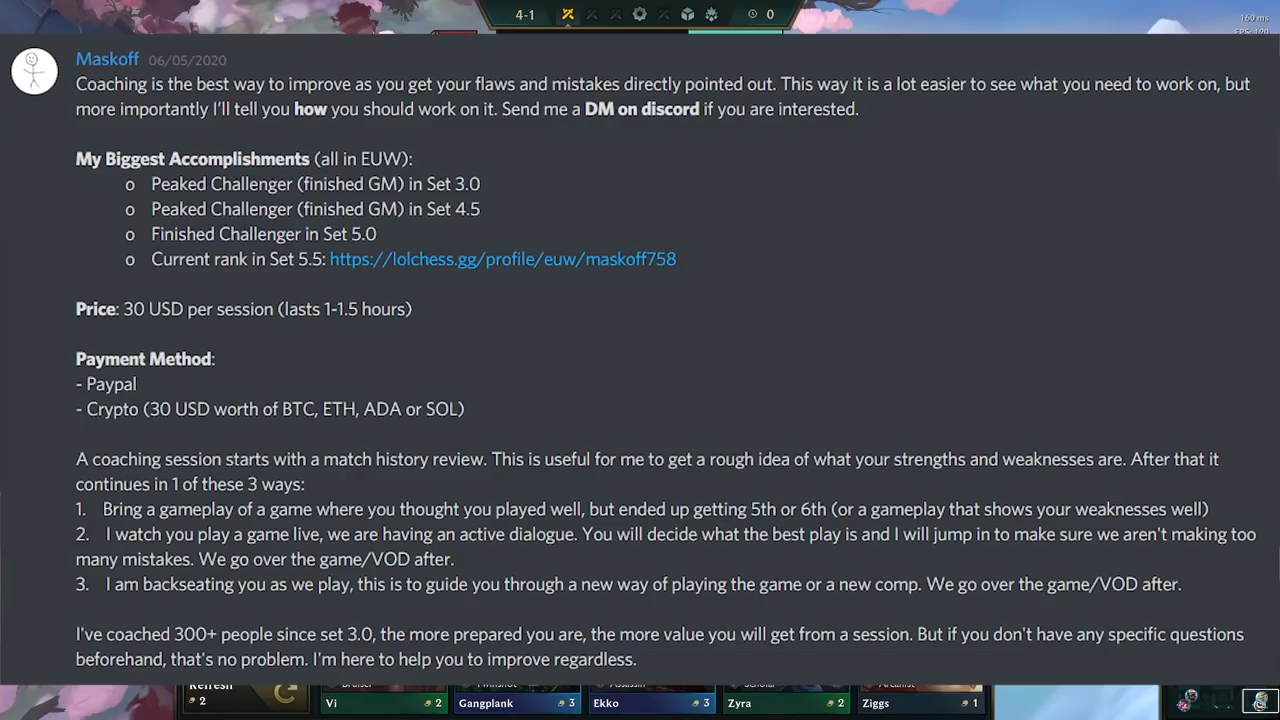 4-1
0
160 ms
Maskoff 06/05/2020
Coaching is the best way to improve as you get your flaws and mistakes directly pointed out. This way it is a lot easier to see what you need to work on, but
more importantly I'll tell you how you should work on it. Send me a DM on discord if you are interested.
My Biggest Accomplishments (all in EUW):
o Peaked Challenger (finished GM) in Set 3.0
o Peaked Challenger (finished GM) in Set 4.5
o Finished Challenger in Set 5.0
o Current rank in Set 5.5: https://lolchess.gg/profile/euw/maskoff758
Price: 30 USD per session (lasts 1-1.5 hours)
Payment Method:
- Paypal
- Crypto (30 USD worth of BTC, ETH, ADA or SOL)
A coaching session starts with a match history review. This is useful for me to get a rough idea of what your strengths and weaknesses are. After that it
continues in 1 of these 3 ways:
1. Bring a gameplay of a game where you thought you played well, but ended up getting 5th or 6th (or a gameplay that shows your weaknesses well)
2. I watch you play a game live, we are having an active dialogue. You will decide what the best play is and I will jump in to make sure we aren't making too
many mistakes. We go over the game/VOD after.
3. I am backseating you as we play, this is to guide you through a new way of playing the game or a new comp. We go over the game/VOD after.
I've coached 300+ people since set 3.0, the more prepared you are, the more value you will get from a session. But if you don't have any specific questions
beforehand, that's no problem. I'm here to help you to improve regardless.
Refresh
2
Vi 2
Gangplank 3
Ekko 3
Zyra 2
Ziggs 1